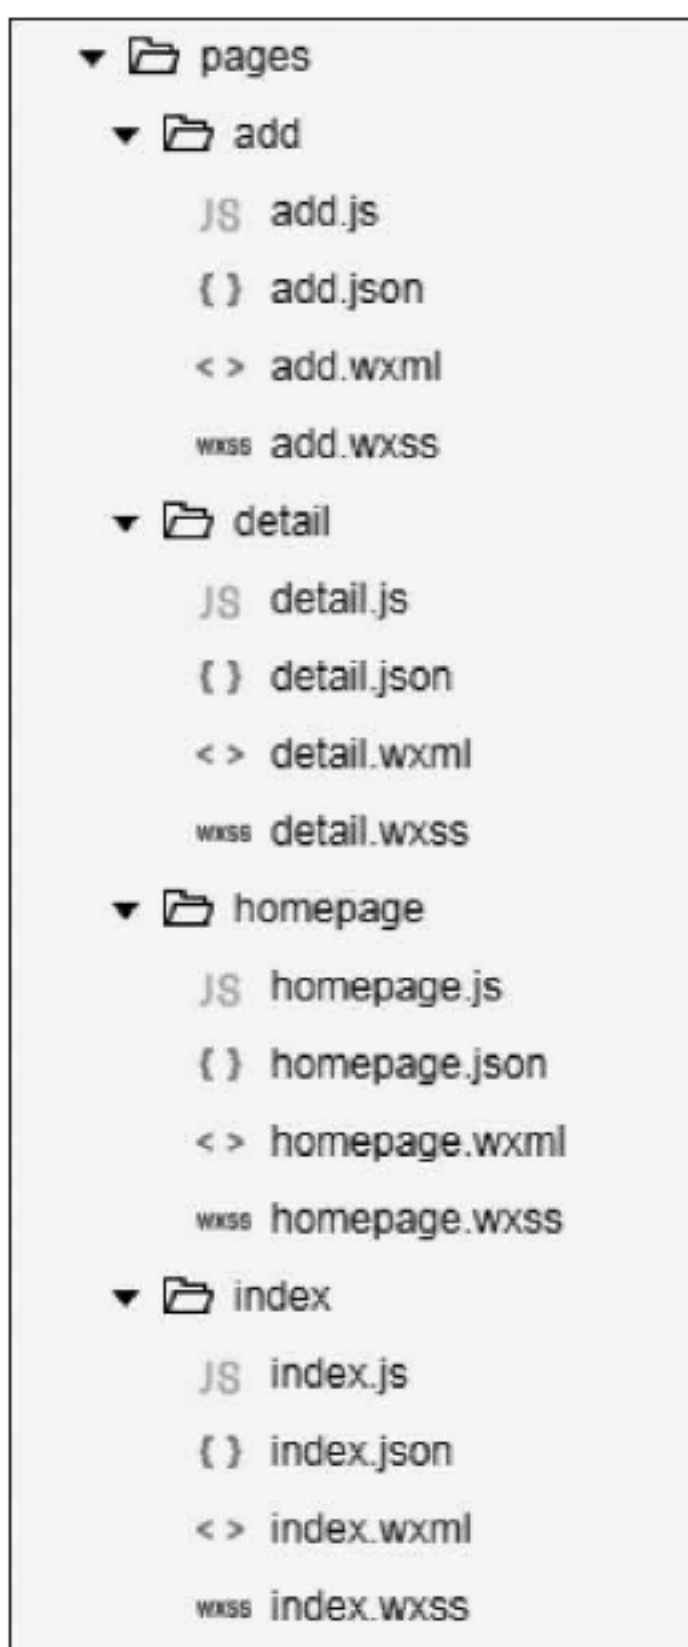 pages
add
JS add.js
{ } add.json
< > add.wxml
wxss add.wxss
detail
JS detail.js
{ } detail.json
< > detail.wxml
wxss detail.wxss
homepage
JS homepage.js
{ } homepage.json
< > homepage.wxml
wxss homepage.wxss
index
JS index.js
{ } index.json
< > index.wxml
wxss index.wxss